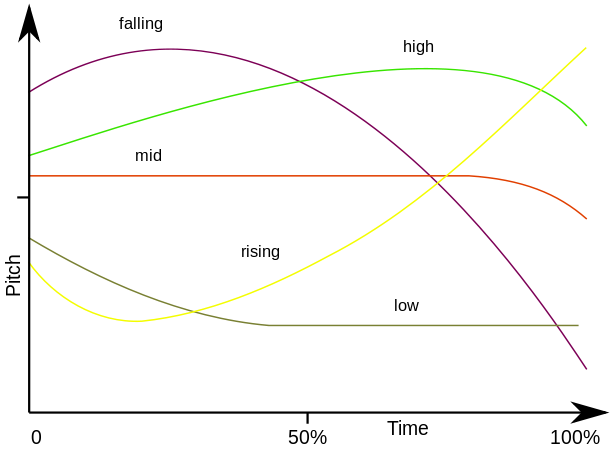 falling
high
mid
rising
low
Pitch
0
50%
Time
100%